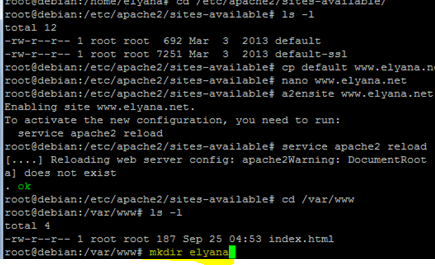 root@debian:/home/elyana# cd /etc/apache2/sites-available/
root@debian:/etc/apache2/sites-available# ls -l
total 12
-rw-r--r-- 1 root root  692 Mar  3  2013 default
-rw-r--r-- 1 root root 7251 Mar  3  2013 default-ssl
root@debian:/etc/apache2/sites-available# cp default www.elyana.ne
root@debian:/etc/apache2/sites-available# nano www.elyana.net
root@debian:/etc/apache2/sites-available# a2ensite www.elyana.net
Enabling site www.elyana.net.
To activate the new configuration, you need to run:
  service apache2 reload
root@debian:/etc/apache2/sites-available# service apache2 reload
[....] Reloading web server config: apache2Warning: DocumentRoot
a] does not exist
. ok
root@debian:/etc/apache2/sites-available# cd /var/www
root@debian:/var/www# ls -l
total 4
-rw-r--r-- 1 root root 187 Sep 25 04:53 index.html
root@debian:/var/www# mkdir elyana